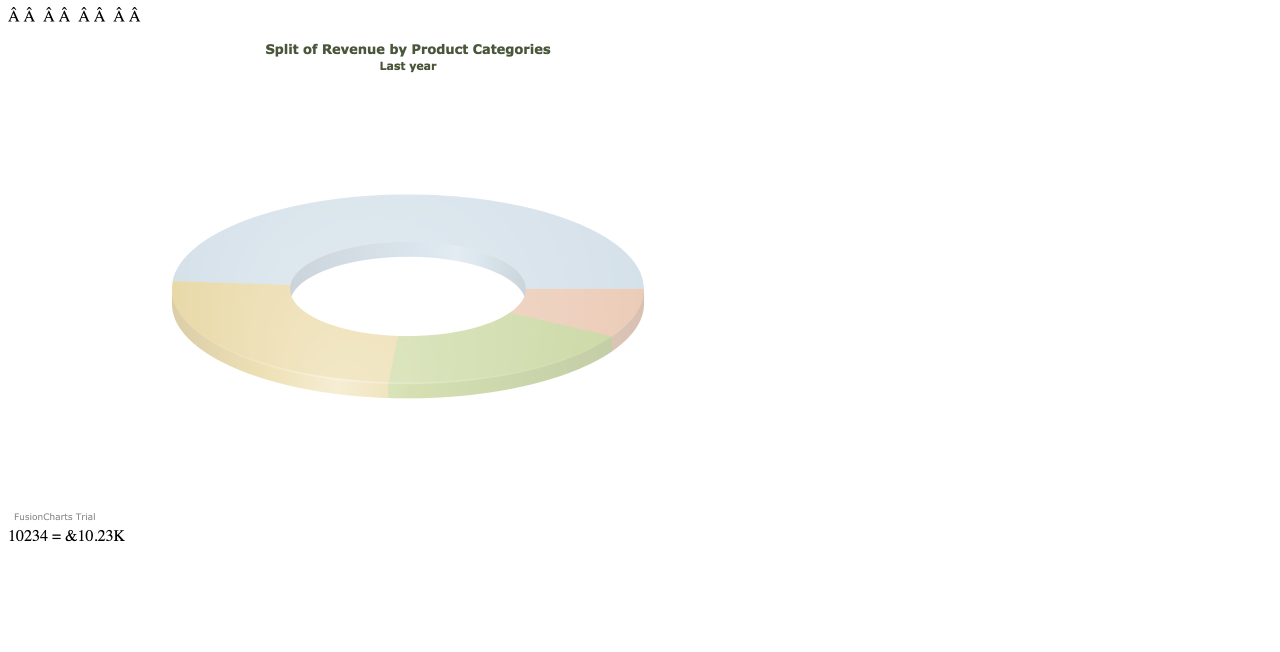 Â Â  Â Â  Â Â  Â Â
Split of Revenue by Product Categories
Last year
FusionCharts Trial
10234 = &10.23K